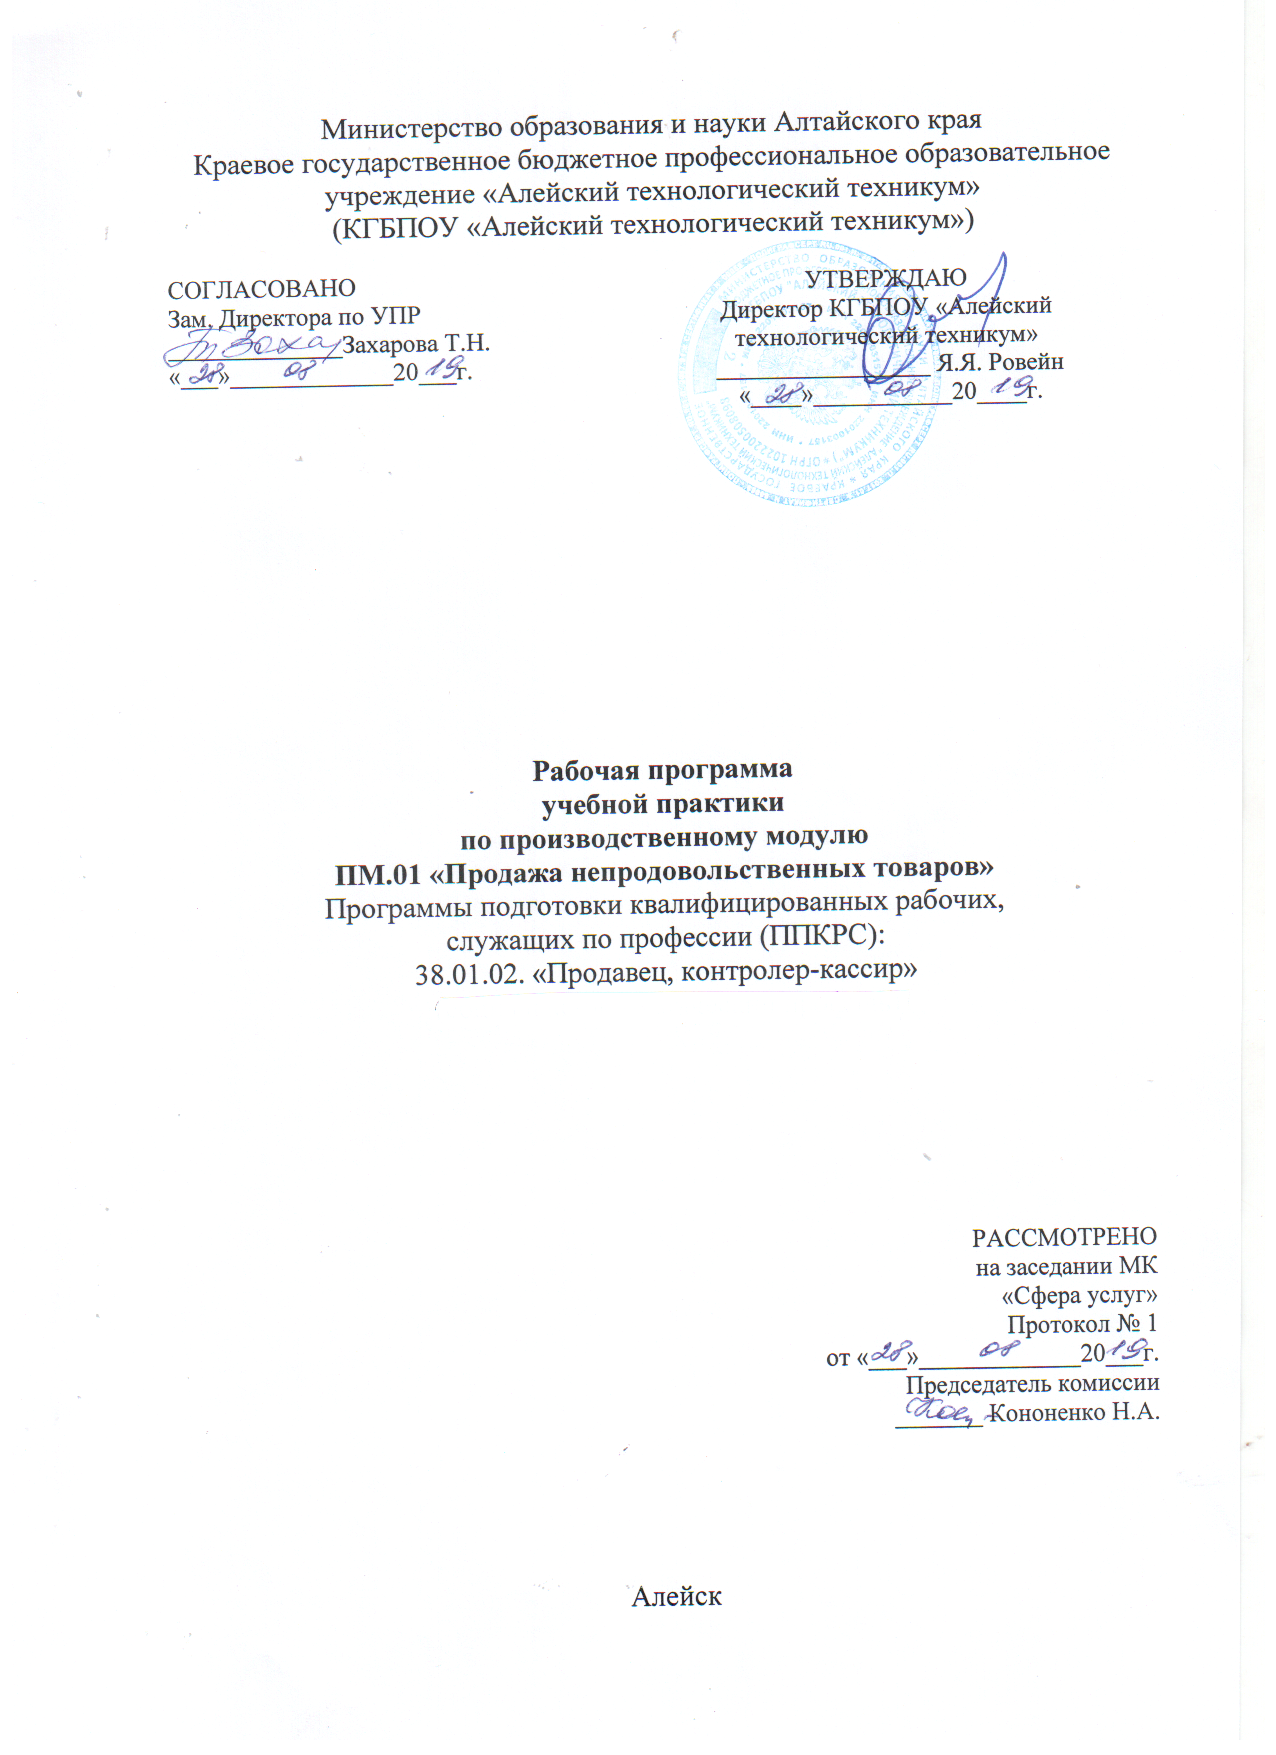 Министерство образования и науки Алтайского края
Краевое государственное бюджетное профессиональное образовательное
учреждение «Алейский технологический техникум»
(КГБПОУ «Алейский технологический техникум»)
СОГЛАСОВАНО
Зам, Директора по УПР
Захарова Т.Н.
«28» 08 2019г.
УТВЕРЖДАЮ
Директор КГБПОУ «Алейский
технологический техникум»
Я.Я. Ровейн
«28» 08 2019г.
Рабочая программа
учебной практики
по производственному модулю
ПМ.01 «Продажа непродовольственных товаров»
Программы подготовки квалифицированных рабочих,
служащих по профессии (ППКРС):
38.01.02. «Продавец, контролер-кассир»
РАССМОТРЕНО
на заседании МК
«Сфера услуг»
Протокол № 1
от «28» 08 2019г.
Председатель комиссии
Кононенко Н.А.
Алейск